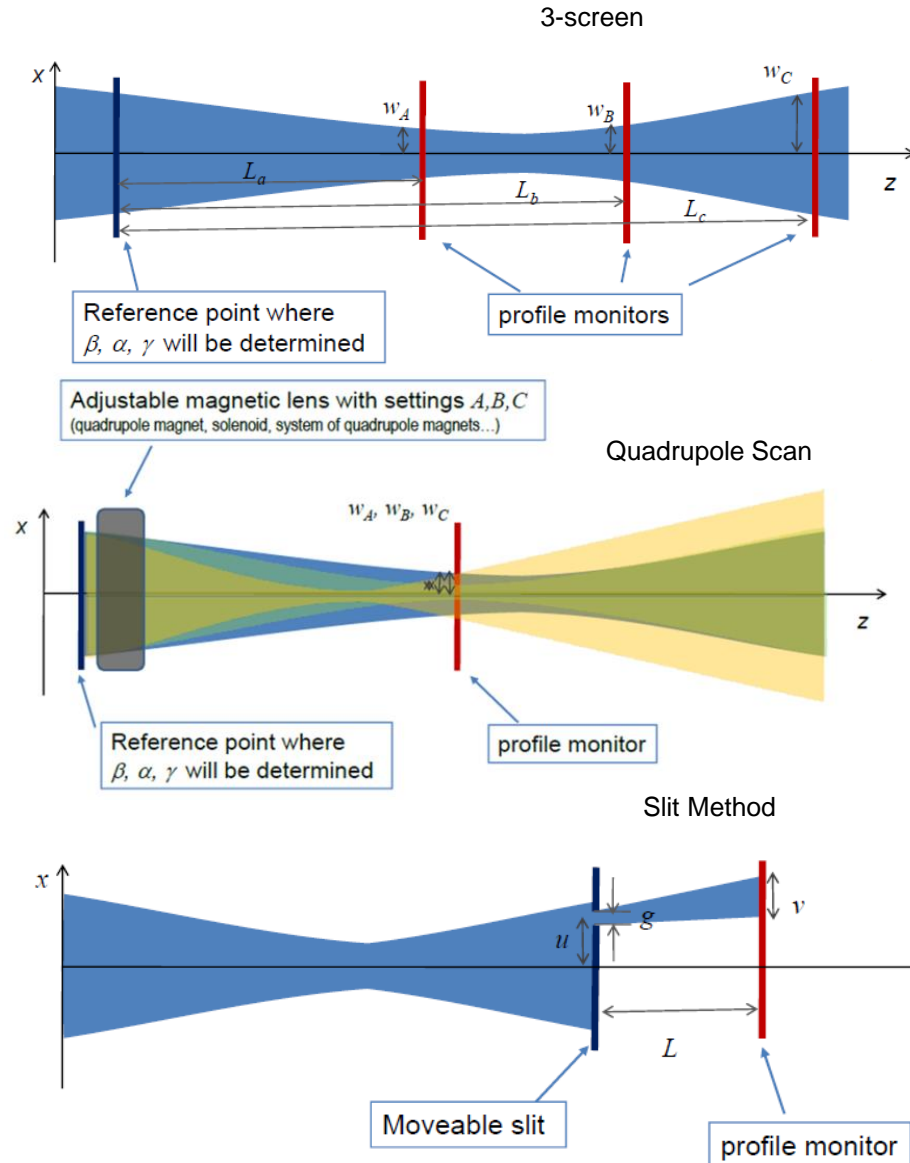 3-screen
x
w_A
w_B
w_C
L_a
L_b
L_c
z
Reference point where
β, α, γ will be determined
profile monitors
Adjustable magnetic lens with settings A,B,C
(quadrupole magnet, solenoid, system of quadrupole magnets…)
Quadrupole Scan
x
w_A, w_B, w_C
z
Reference point where
β, α, γ will be determined
profile monitor
Slit Method
x
u
g
v
L
Moveable slit
profile monitor